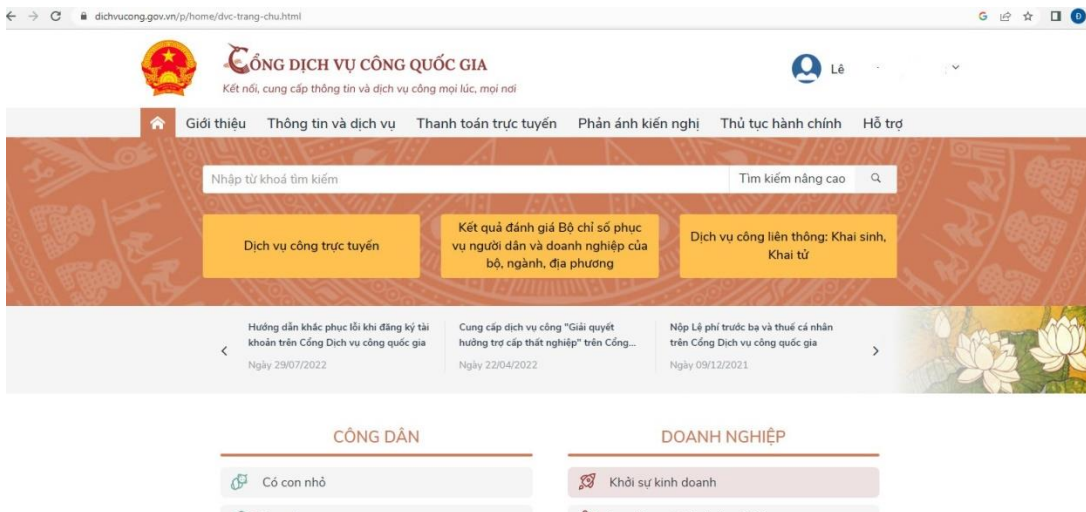 dichvucong.gov.vn/p/home/dvc-trang-chu.html
CỔNG DỊCH VỤ CÔNG QUỐC GIA
Kết nối, cung cấp thông tin và dịch vụ công mọi lúc, mọi nơi
Lê
Giới thiệu Thông tin và dịch vụ Thanh toán trực tuyến Phản ánh kiến nghị Thủ tục hành chính Hỗ trợ
Nhập từ khoá tìm kiếm Tìm kiếm nâng cao
Dịch vụ công trực tuyến
Kết quả đánh giá Bộ chỉ số phục
vụ người dân và doanh nghiệp của
bộ, ngành, địa phương
Dịch vụ công liên thông: Khai sinh,
Khai tử
Hướng dẫn khắc phục lỗi khi đăng ký tài
khoản trên Cổng Dịch vụ công quốc gia
Ngày 29/07/2022
Cung cấp dịch vụ công "Giải quyết
hưởng trợ cấp thất nghiệp" trên Cổng...
Ngày 22/04/2022
Nộp Lệ phí trước bạ và thuế cá nhân
trên Cổng Dịch vụ công quốc gia
Ngày 09/12/2021
CÔNG DÂN
Có con nhỏ
DOANH NGHIỆP
Khởi sự kinh doanh